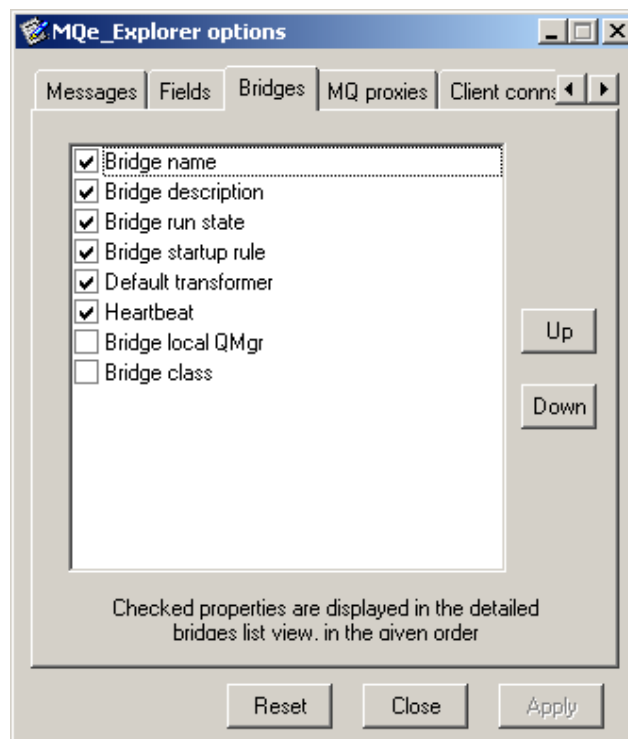 MQe_Explorer options
Messages Fields Bridges MQ proxies Client conns
Bridge name
Bridge description
Bridge run state
Bridge startup rule
Default transformer
Heartbeat
Bridge local QMgr
Bridge class
Up
Down
Checked properties are displayed in the detailed
bridges list view, in the given order
Reset Close Apply